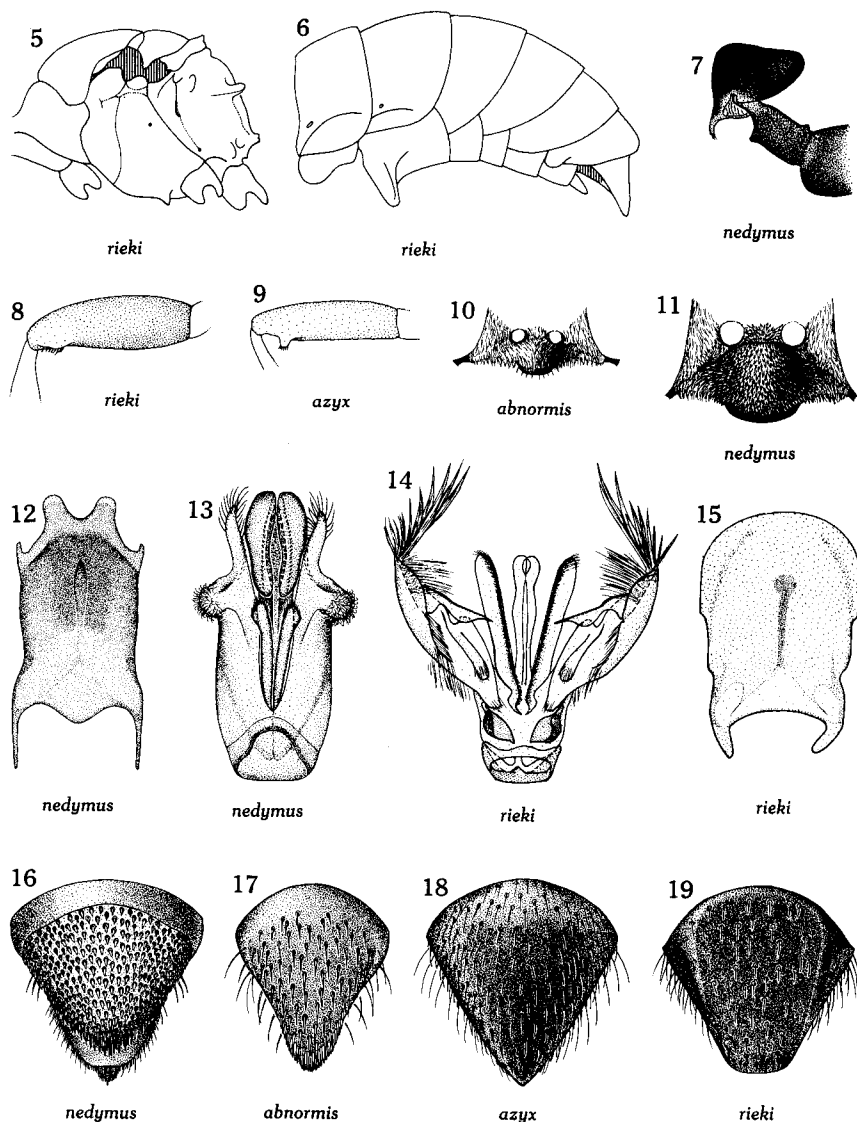 5 6 7
rieki rieki nedymus
8 9 10 11
rieki azyx abnormis nedymus
12 13 14 15
nedymus nedymus rieki rieki
16 17 18 19
nedymus abnormis azyx rieki